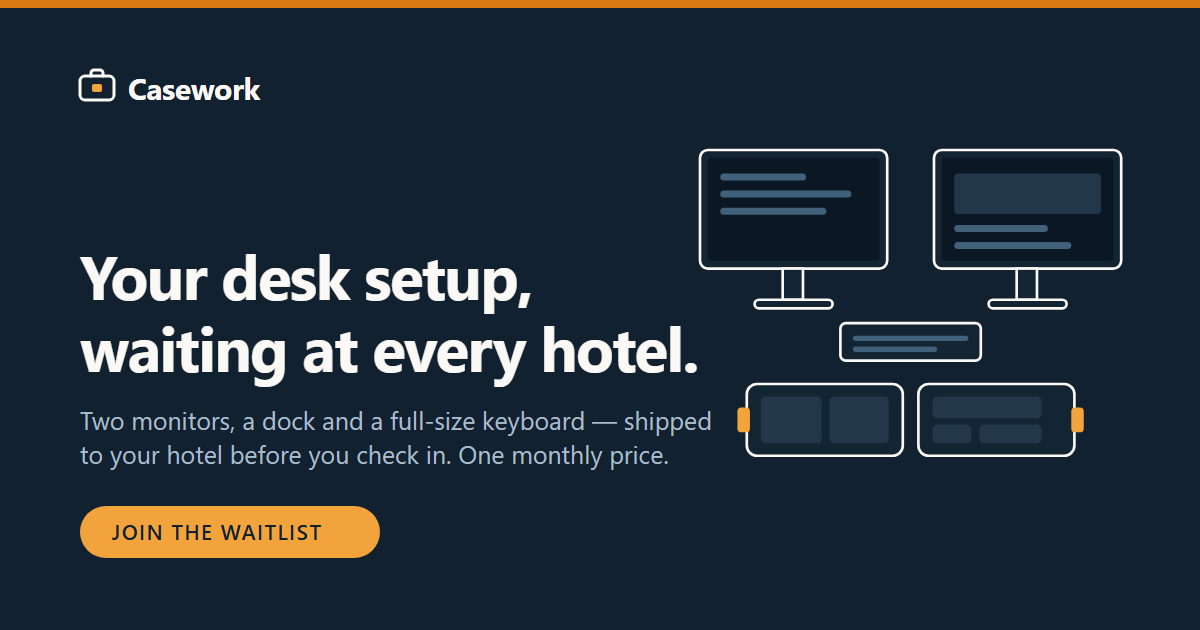 Casework
Your desk setup,
waiting at every hotel.
Two monitors, a dock and a full-size keyboard — shipped
to your hotel before you check in. One monthly price.
JOIN THE WAITLIST